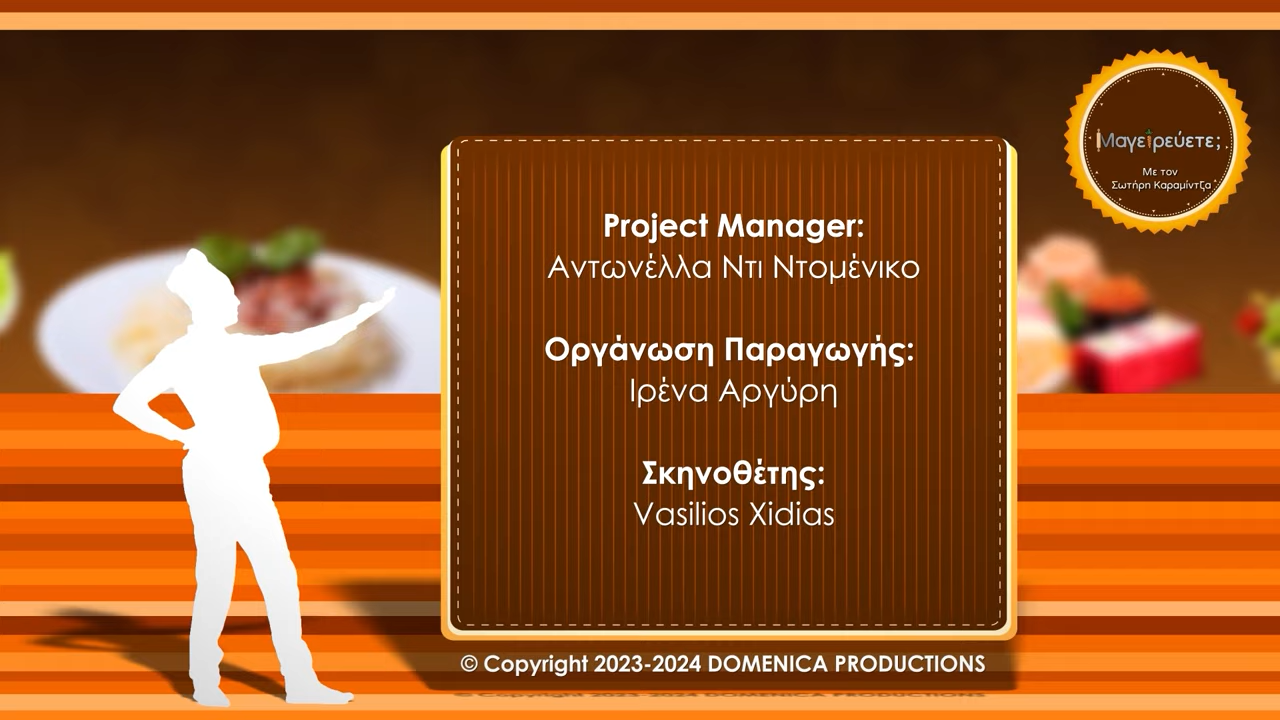 Μαγειρεύετε;
Με τον
Σωτήρη Καραμίντζα
Project Manager:
Αντωνέλλα Ντι Ντομένικο
Οργάνωση Παραγωγής:
Ιρένα Αργύρη
Σκηνοθέτης:
Vasilios Xidias
© Copyright 2023-2024 DOMENICA PRODUCTIONS